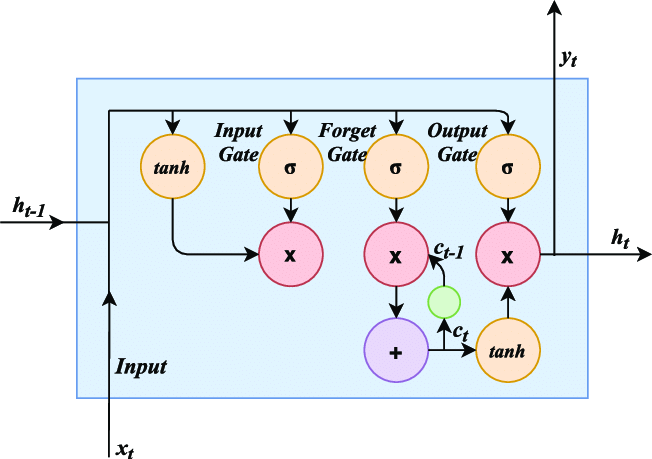 y_t
Input
Gate
Forget
Gate
Output
Gate
tanh
σ
σ
σ
h_{t-1}
x
x
c_{t-1}
x
h_t
+
c_t
tanh
Input
x_t